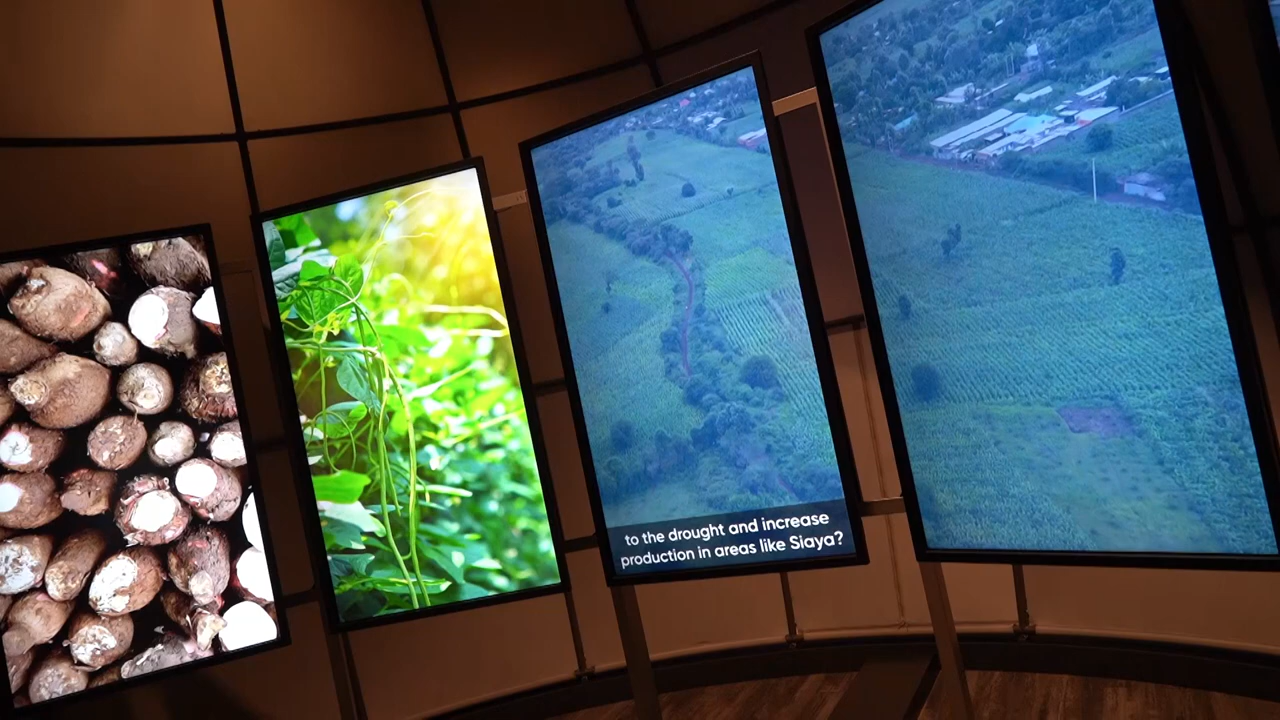 to the drought and increase
production in areas like Siaya?